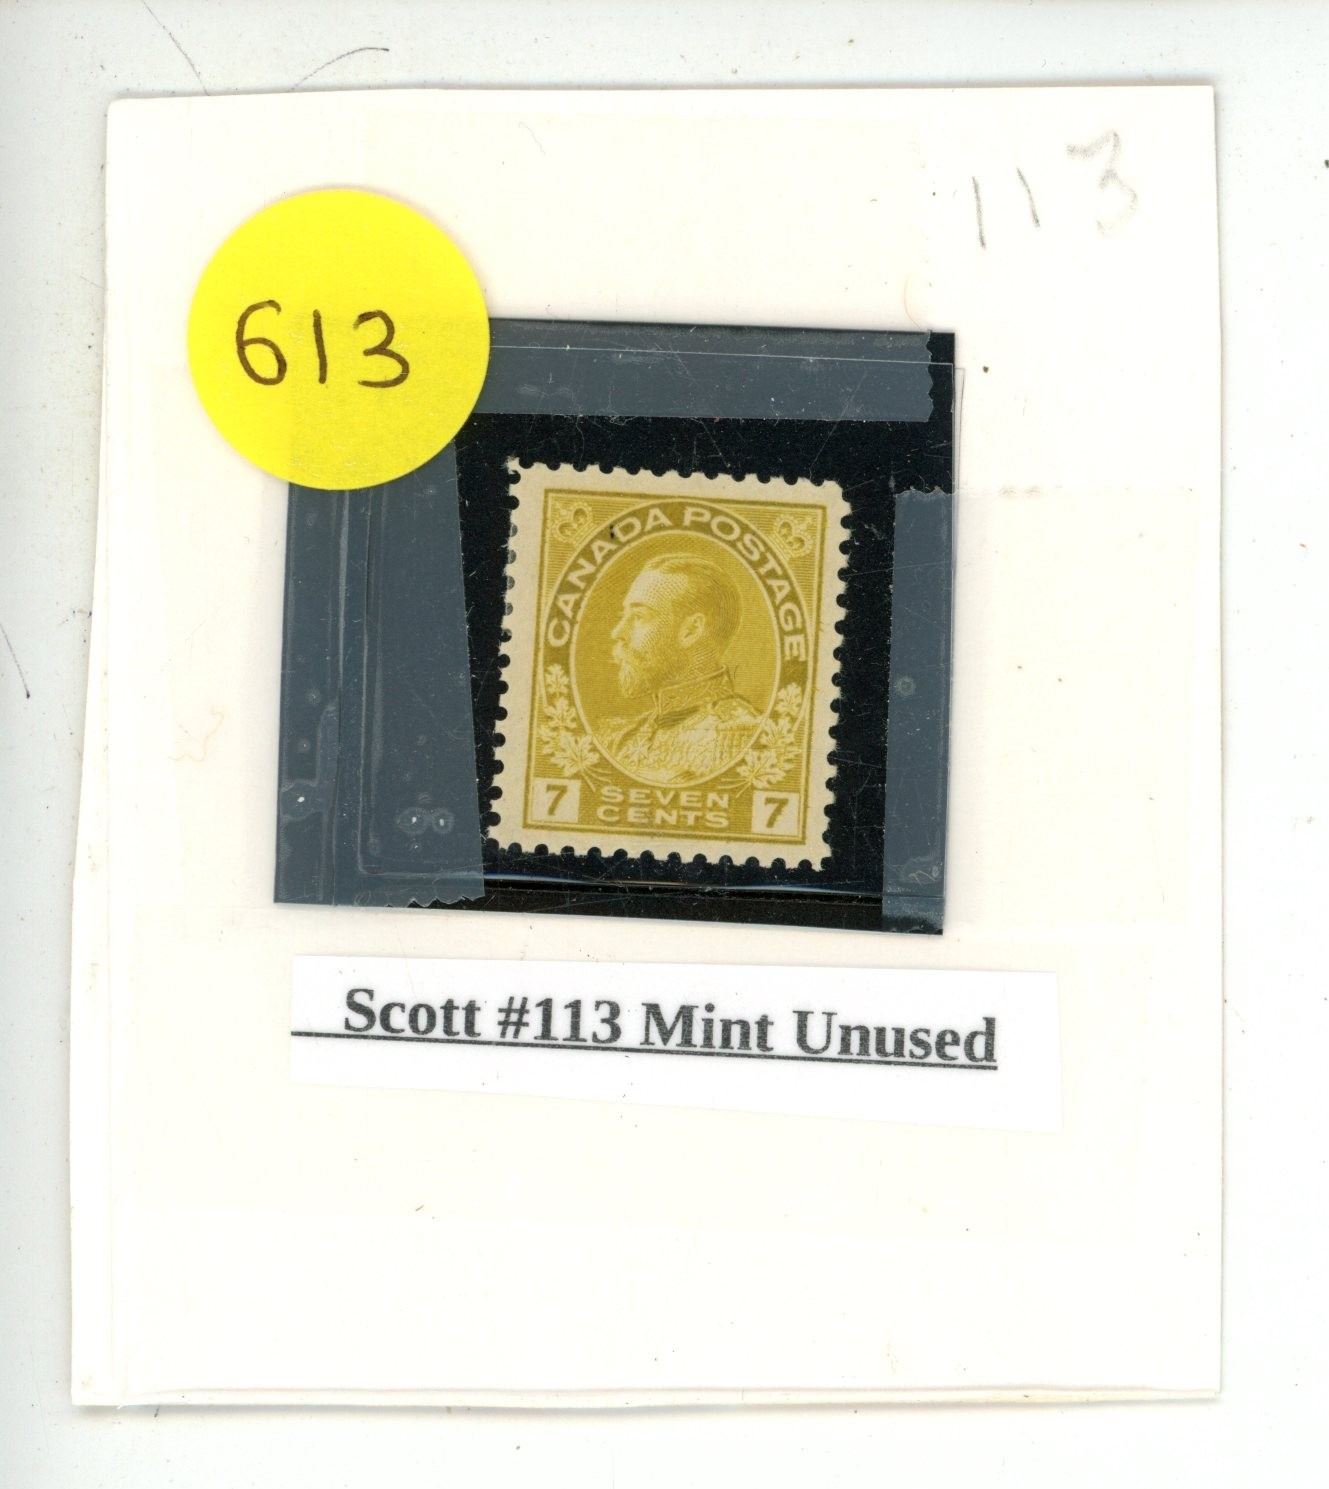 113
613
CANADA POSTAGE
7 SEVEN 7
CENTS
Scott #113 Mint Unused